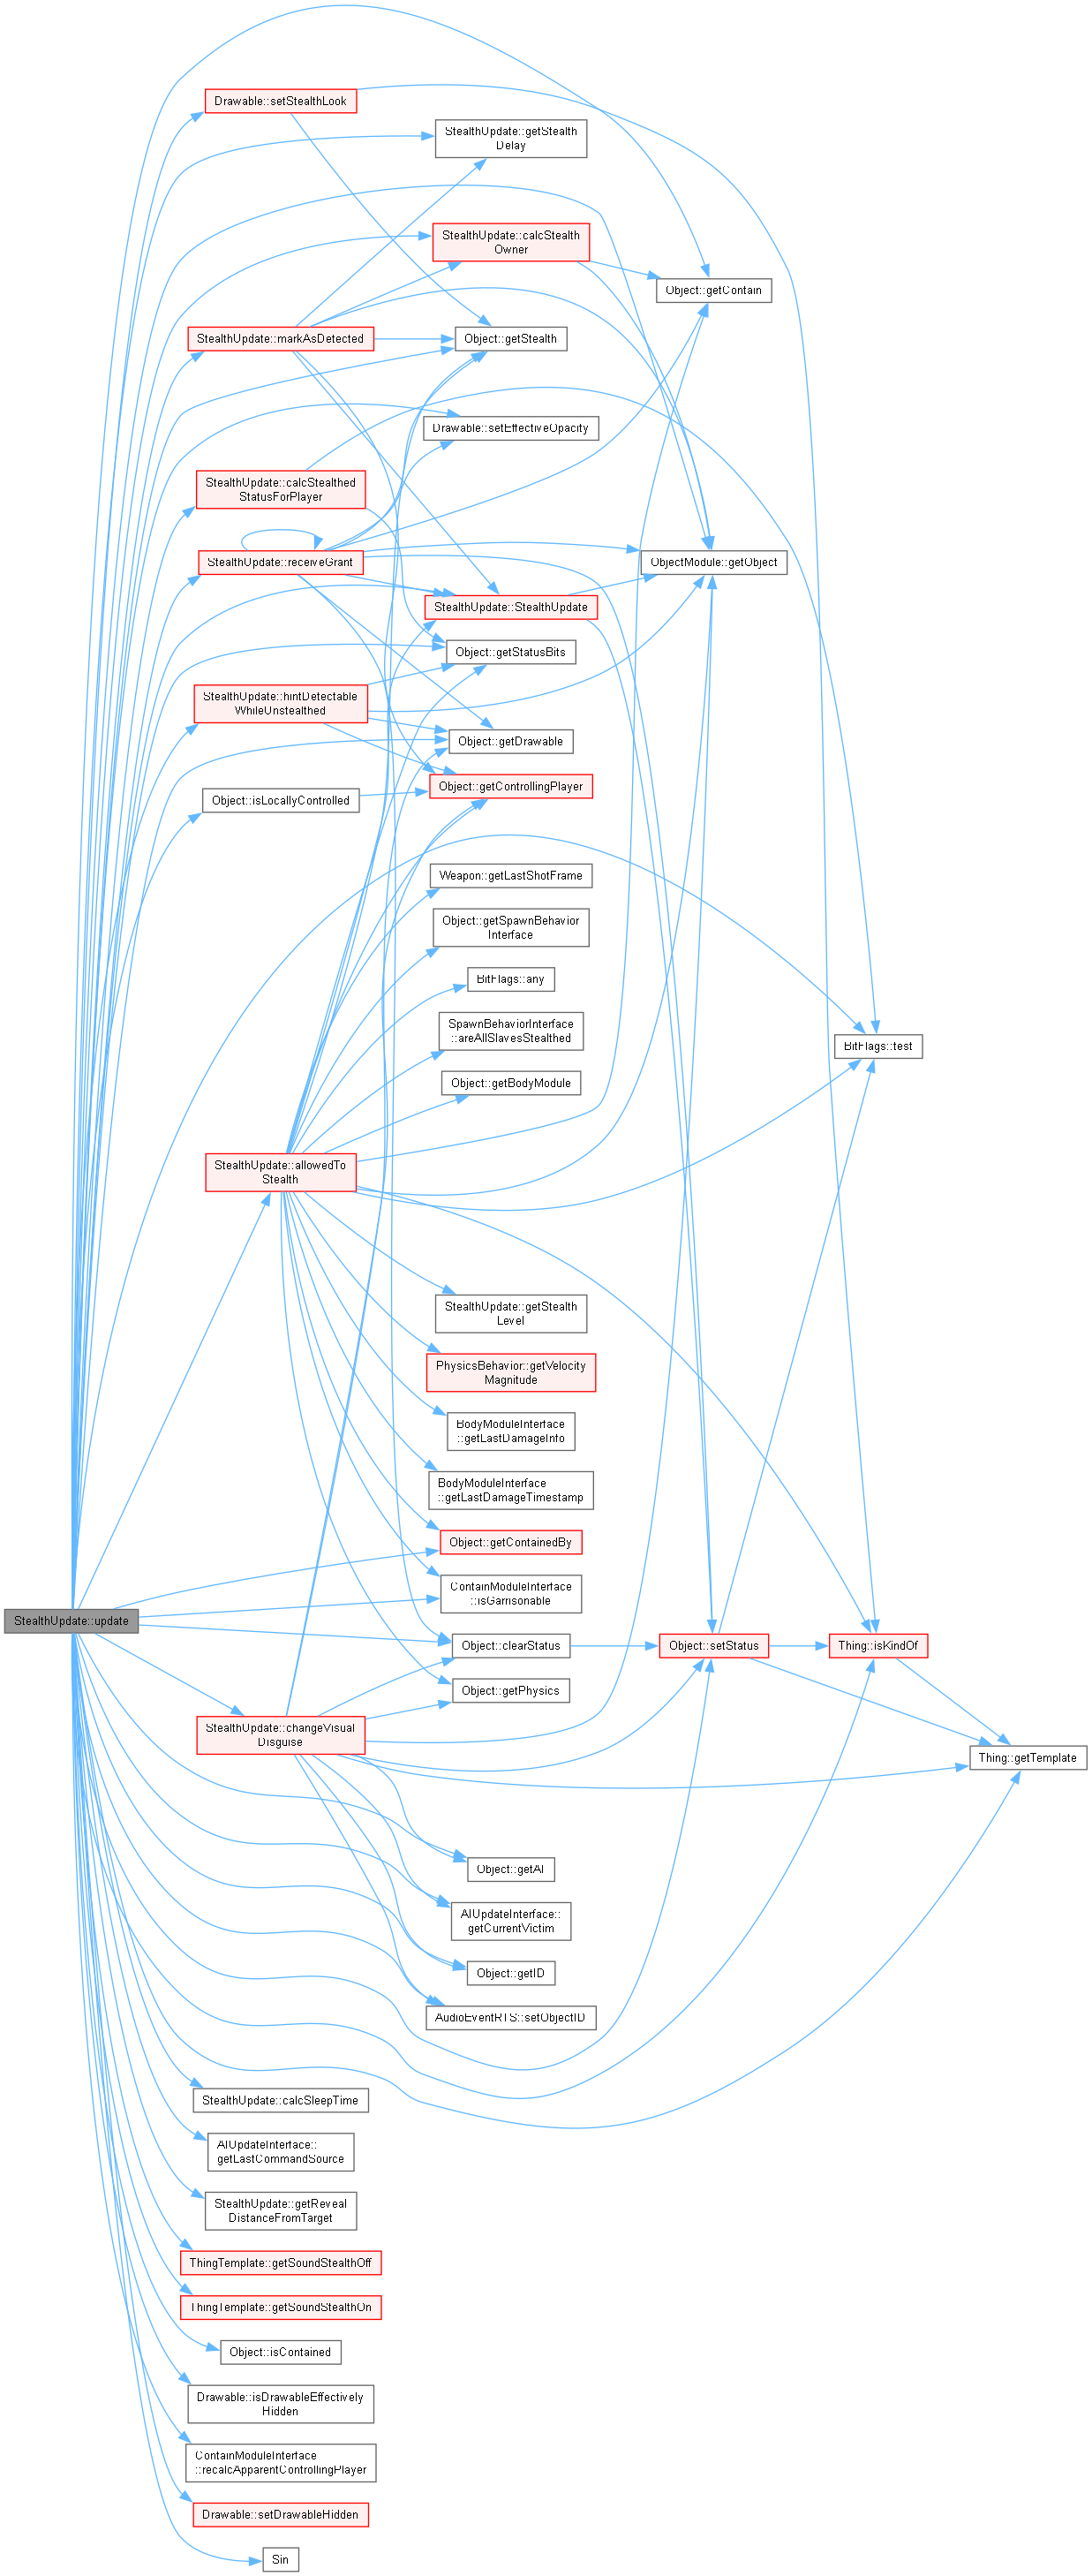 Drawable::setStealthLook
StealthUpdate::getStealth
Delay
StealthUpdate::calcStealth
Owner
Object::getContain
StealthUpdate::markAsDetected
Object::getStealth
Drawable::setEffectiveOpacity
StealthUpdate::calcStealthed
StatusForPlayer
StealthUpdate::receiveGrant
ObjectModule::getObject
StealthUpdate::StealthUpdate
Object::getStatusBits
StealthUpdate::hintDetectable
WhileUnstealthed
Object::getDrawable
Object::getControllingPlayer
Object::isLocallyControlled
Weapon::getLastShotFrame
Object::getSpawnBehavior
Interface
BitFlags::any
SpawnBehaviorInterface
::areAllSlavesStealthed
BitFlags::test
Object::getBodyModule
StealthUpdate::allowedTo
Stealth
StealthUpdate::getStealth
Level
PhysicsBehavior::getVelocity
Magnitude
BodyModuleInterface
::getLastDamageInfo
BodyModuleInterface
::getLastDamageTimestamp
Object::getContainedBy
ContainModuleInterface
::isGarrisonable
StealthUpdate::update
Object::clearStatus
Object::setStatus
Thing::isKindOf
Object::getPhysics
StealthUpdate::changeVisual
Disguise
Thing::getTemplate
Object::getAI
AIUpdateInterface::
getCurrentVictim
Object::getID
AudioEventRTS::setObjectID
StealthUpdate::calcSleepTime
AIUpdateInterface::
getLastCommandSource
StealthUpdate::getReveal
DistanceFromTarget
ThingTemplate::getSoundStealthOff
ThingTemplate::getSoundStealthOn
Object::isContained
Drawable::isDrawableEffectively
Hidden
ContainModuleInterface
::recalcApparentControllingPlayer
Drawable::setDrawableHidden
Sin